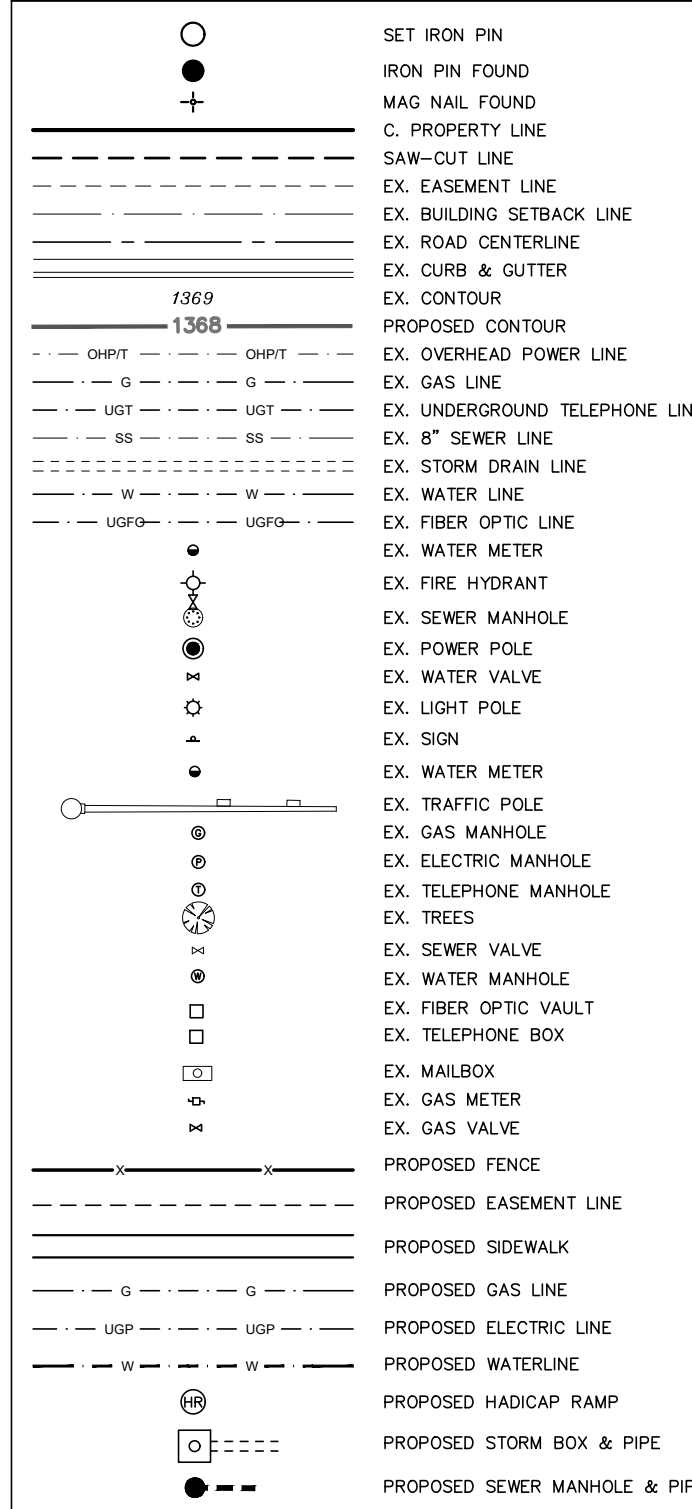 SET IRON PIN
IRON PIN FOUND
MAG NAIL FOUND
C. PROPERTY LINE
SAW-CUT LINE
EX. EASEMENT LINE
EX. BUILDING SETBACK LINE
EX. ROAD CENTERLINE
EX. CURB & GUTTER
1369 EX. CONTOUR
1368 PROPOSED CONTOUR
OHP/T OHP/T EX. OVERHEAD POWER LINE
G G EX. GAS LINE
UGT UGT EX. UNDERGROUND TELEPHONE LIN
SS SS EX. 8" SEWER LINE
EX. STORM DRAIN LINE
W W EX. WATER LINE
UGFO UGFO EX. FIBER OPTIC LINE
EX. WATER METER
EX. FIRE HYDRANT
EX. SEWER MANHOLE
EX. POWER POLE
EX. WATER VALVE
EX. LIGHT POLE
EX. SIGN
EX. WATER METER
EX. TRAFFIC POLE
G EX. GAS MANHOLE
P EX. ELECTRIC MANHOLE
T EX. TELEPHONE MANHOLE
EX. TREES
EX. SEWER VALVE
W EX. WATER MANHOLE
EX. FIBER OPTIC VAULT
EX. TELEPHONE BOX
EX. MAILBOX
EX. GAS METER
EX. GAS VALVE
X X PROPOSED FENCE
PROPOSED EASEMENT LINE
PROPOSED SIDEWALK
G G PROPOSED GAS LINE
UGP UGP PROPOSED ELECTRIC LINE
W W PROPOSED WATERLINE
HR PROPOSED HADICAP RAMP
PROPOSED STORM BOX & PIPE
PROPOSED SEWER MANHOLE & PIP